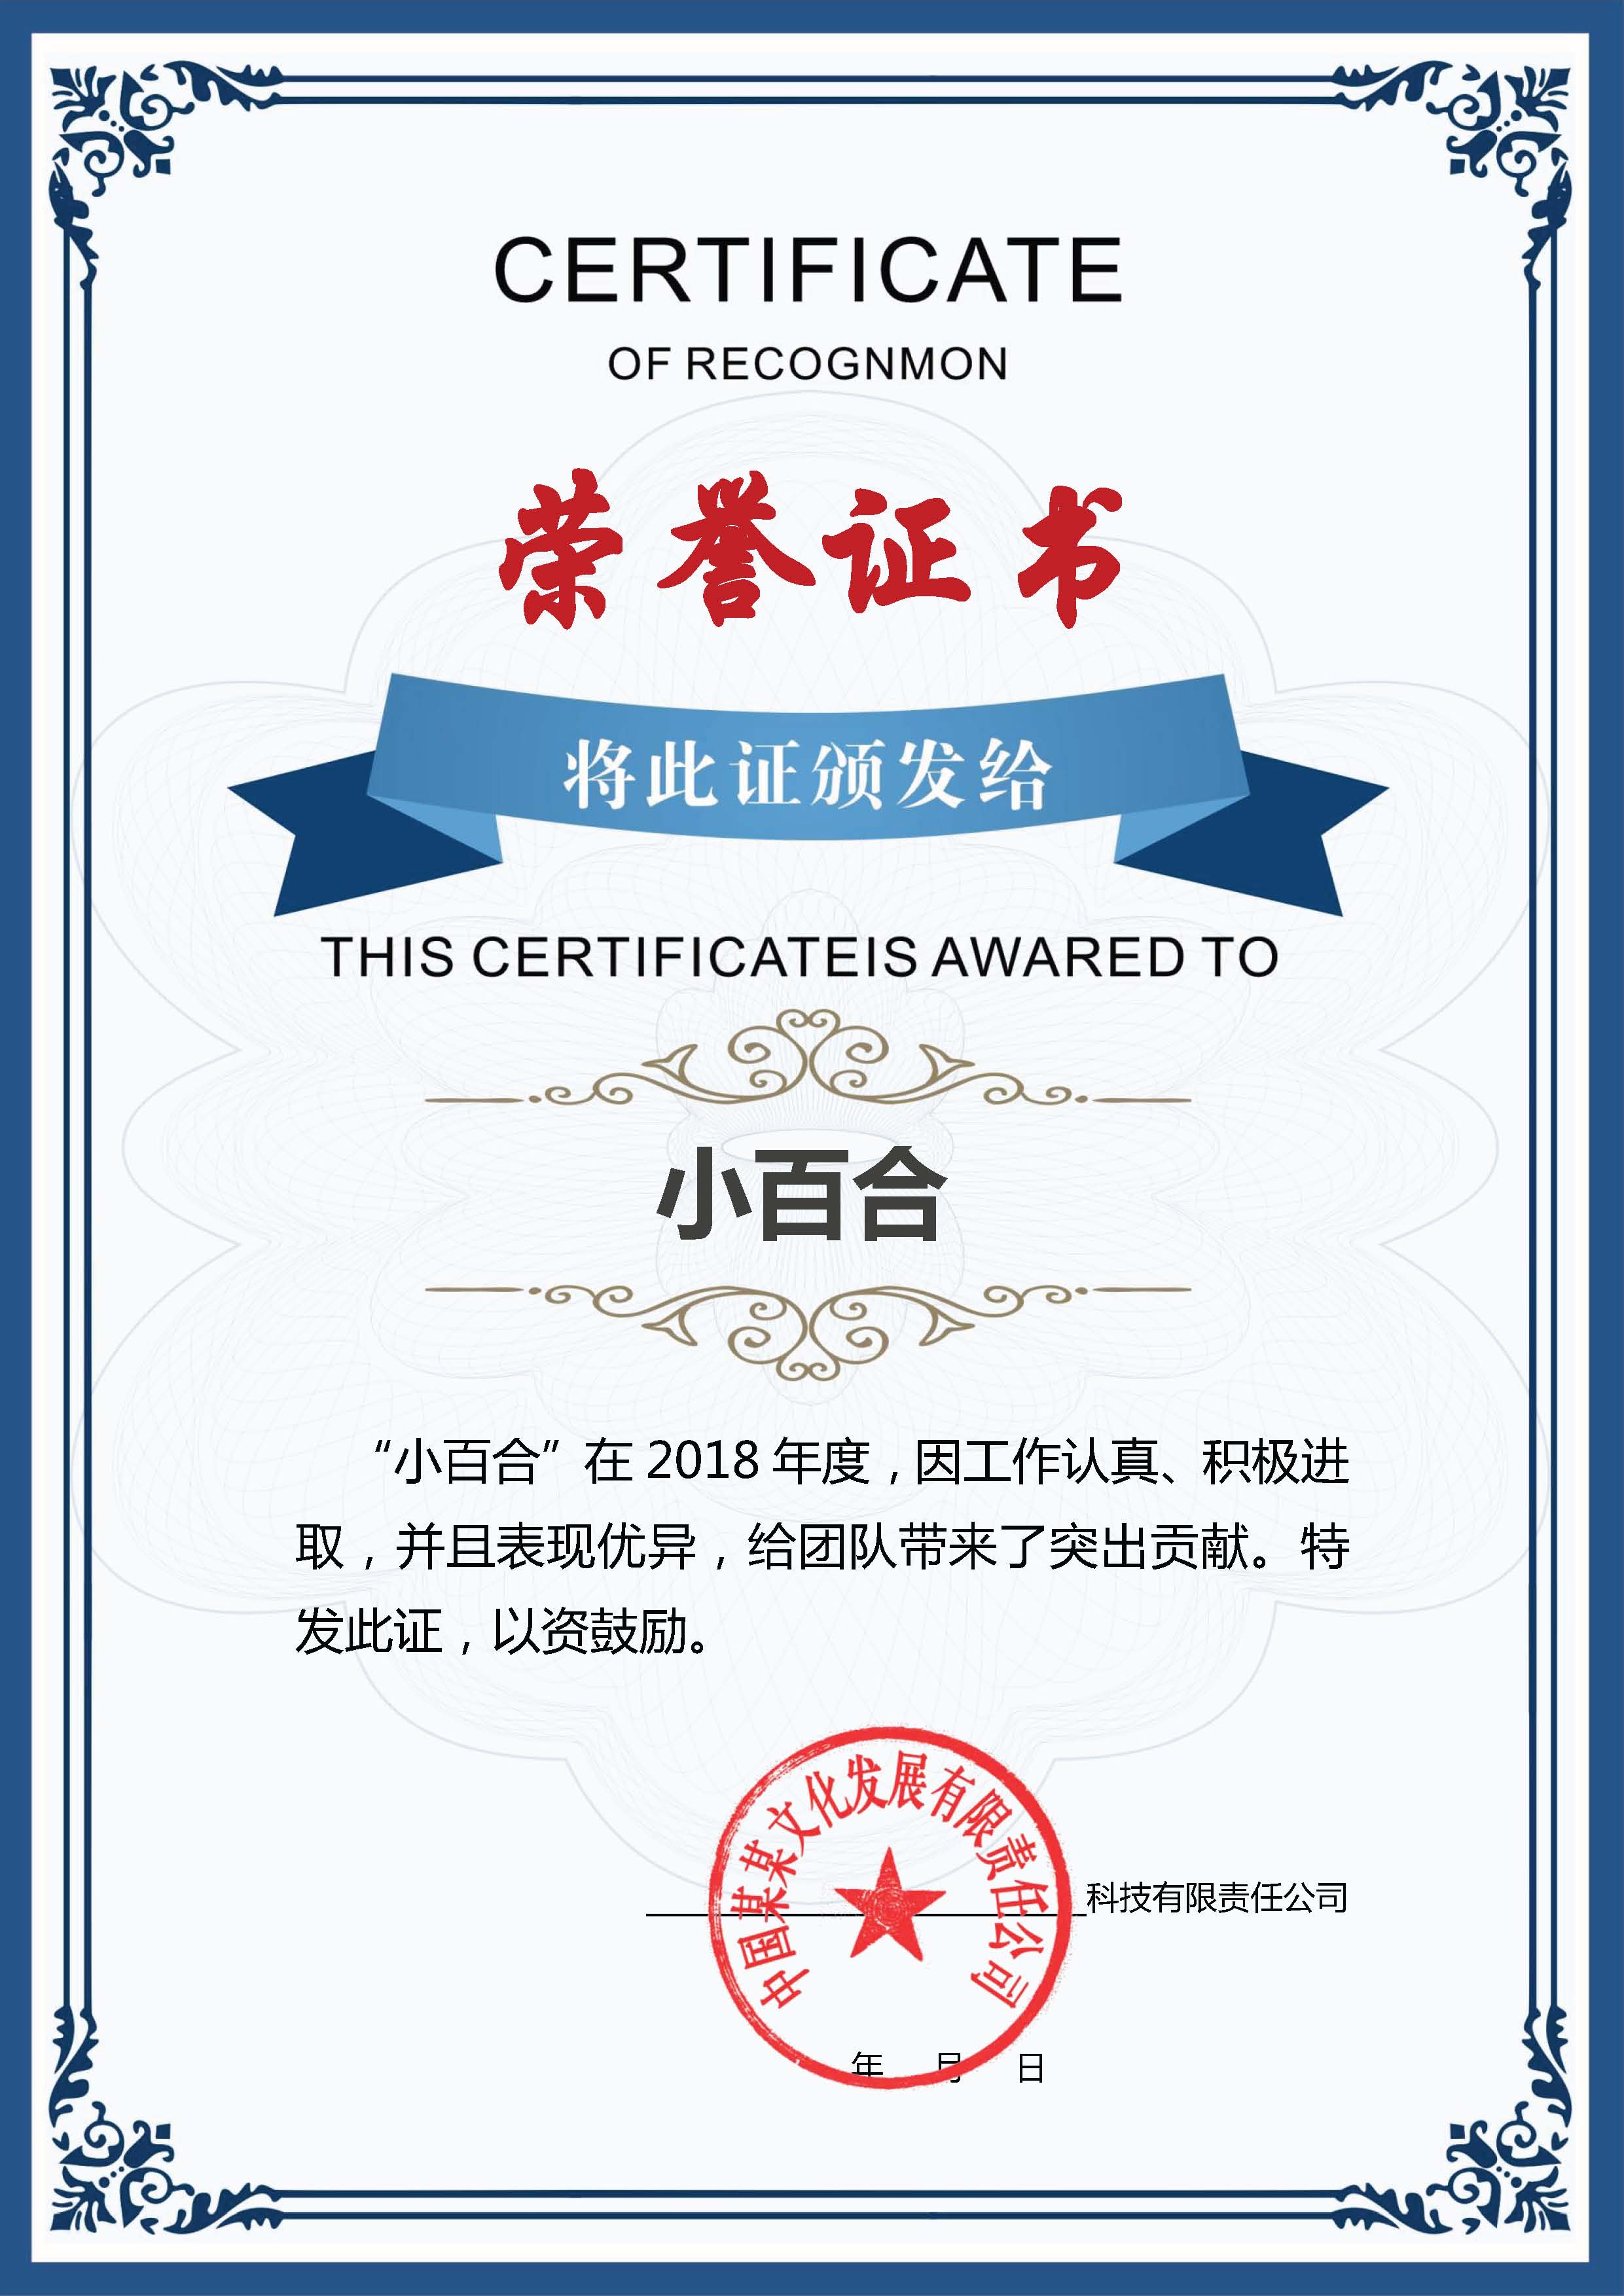 CERTIFICATE
OF RECOGNMON
荣誉证书
将此证颁发给
THIS CERTIFICATEIS AWARED TO
小百合
“小百合”在 2018 年度，因工作认真、积极进
取，并且表现优异，给团队带来了突出贡献。特
发此证，以资鼓励。
中国某某文化发展有限责任公司
科技有限责任公司
年 月 日